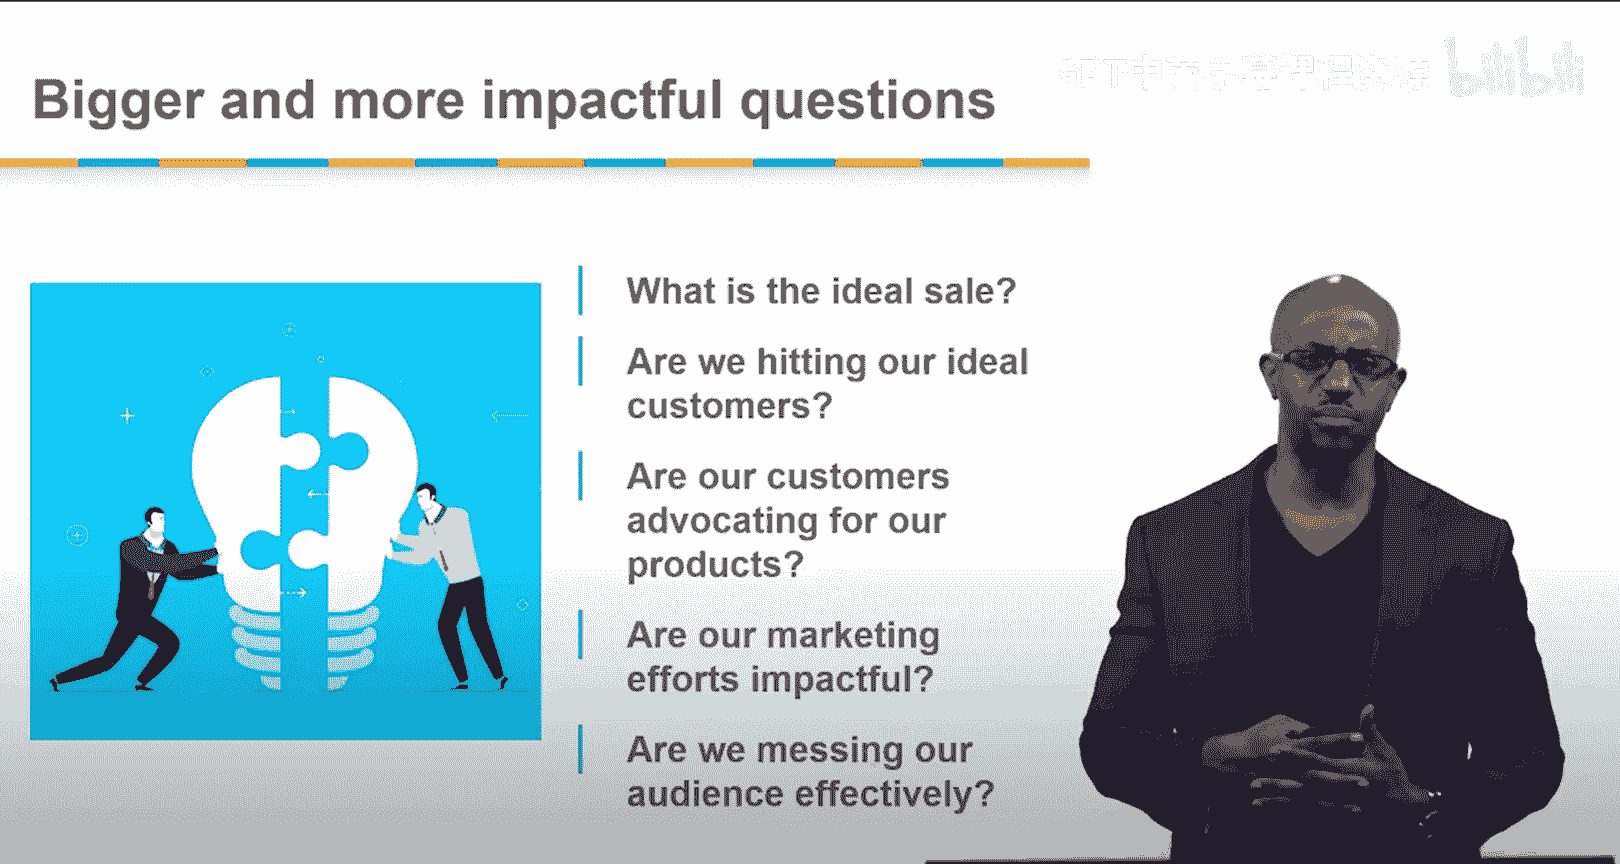 Bigger and more impactful questions
bilibili
What is the ideal sale?
Are we hitting our ideal
customers?
Are our customers
advocating for our
products?
Are our marketing
efforts impactful?
Are we messing our
audience effectively?